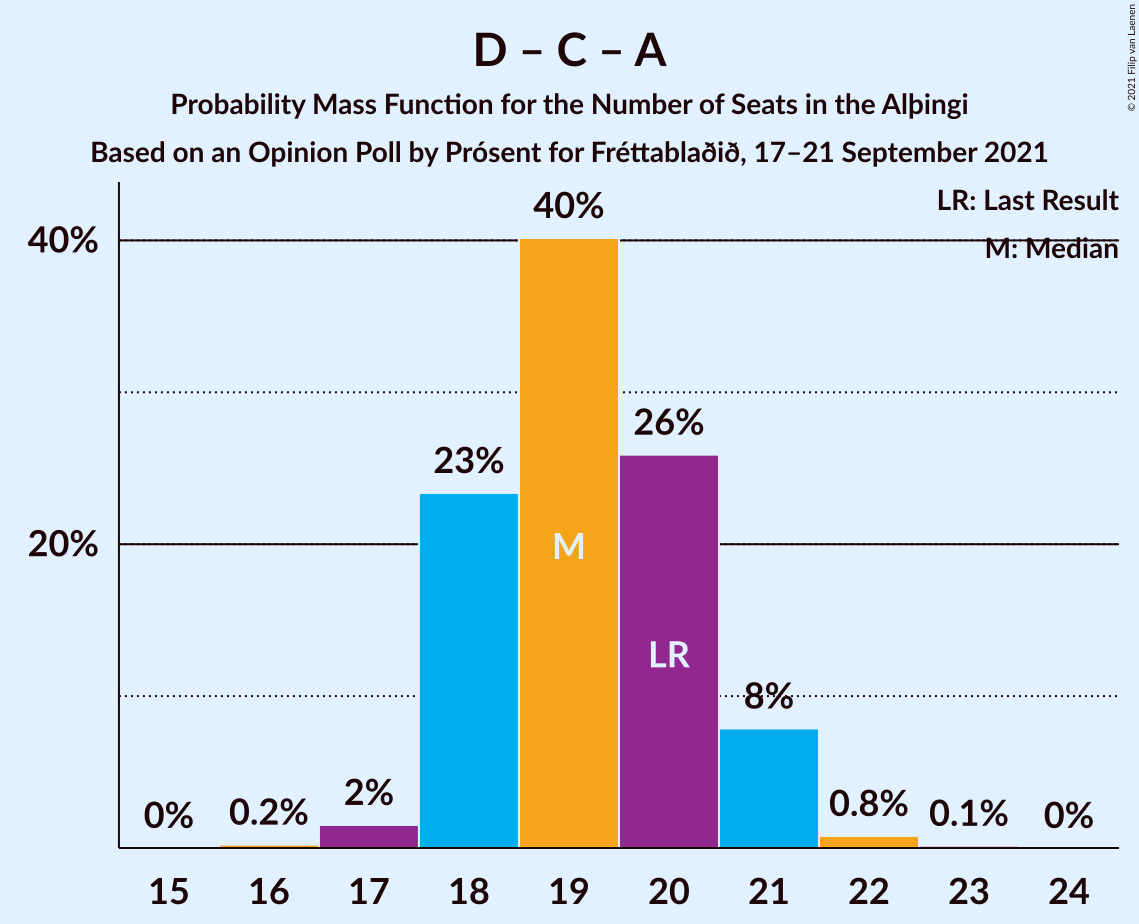 D – C – A
Probability Mass Function for the Number of Seats in the Alþingi
Based on an Opinion Poll by Prósent for Fréttablaðið, 17–21 September 2021
© 2021 Filip van Laenen
LR: Last Result
M: Median
40%
20%
0%
0.2%
2%
23%
40%
26%
8%
0.8%
0.1%
0%
M
LR
15 16 17 18 19 20 21 22 23 24